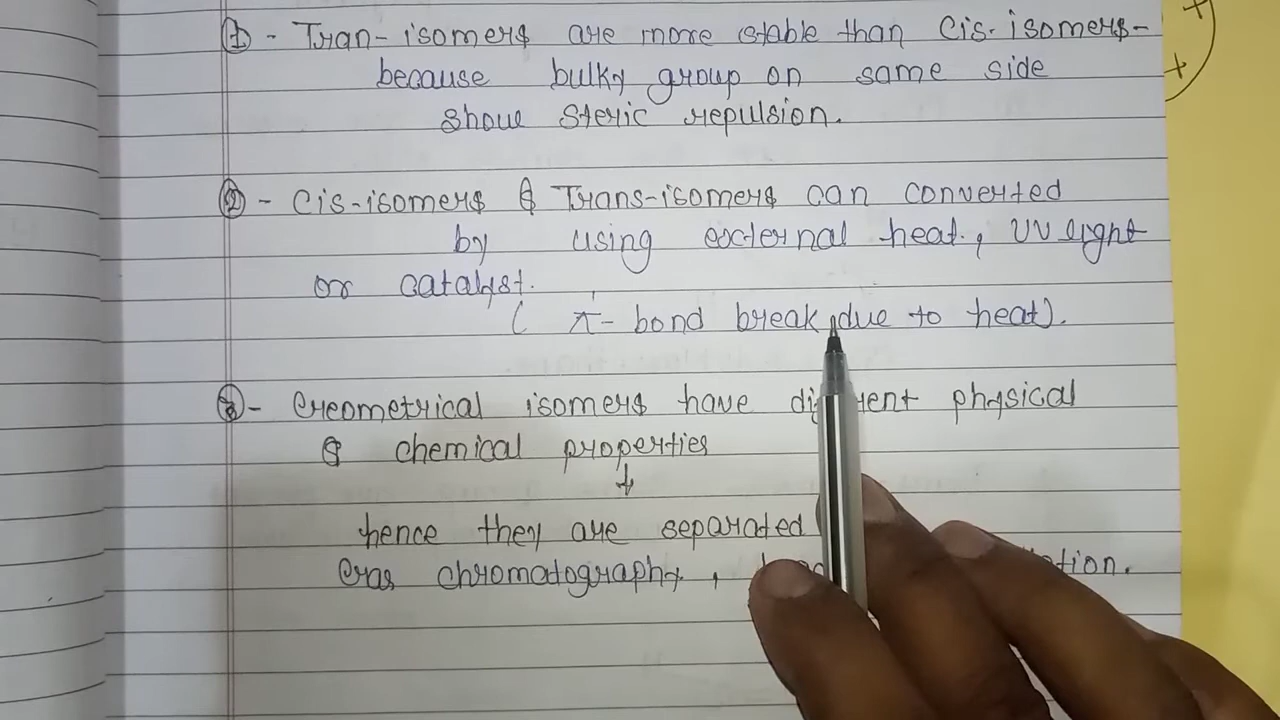 ① - Tran-isomers are more stable than Cis-isomers-
because bulky group on same side
show steric repulsion.
② - Cis-isomers & Trans-isomers can converted
by using external heat, UV light
or catalyst.
( π- bond break due to heat).
③ - Geometrical isomers have physical
& chemical properties
↓
hence they are separated
Gas chromatography,